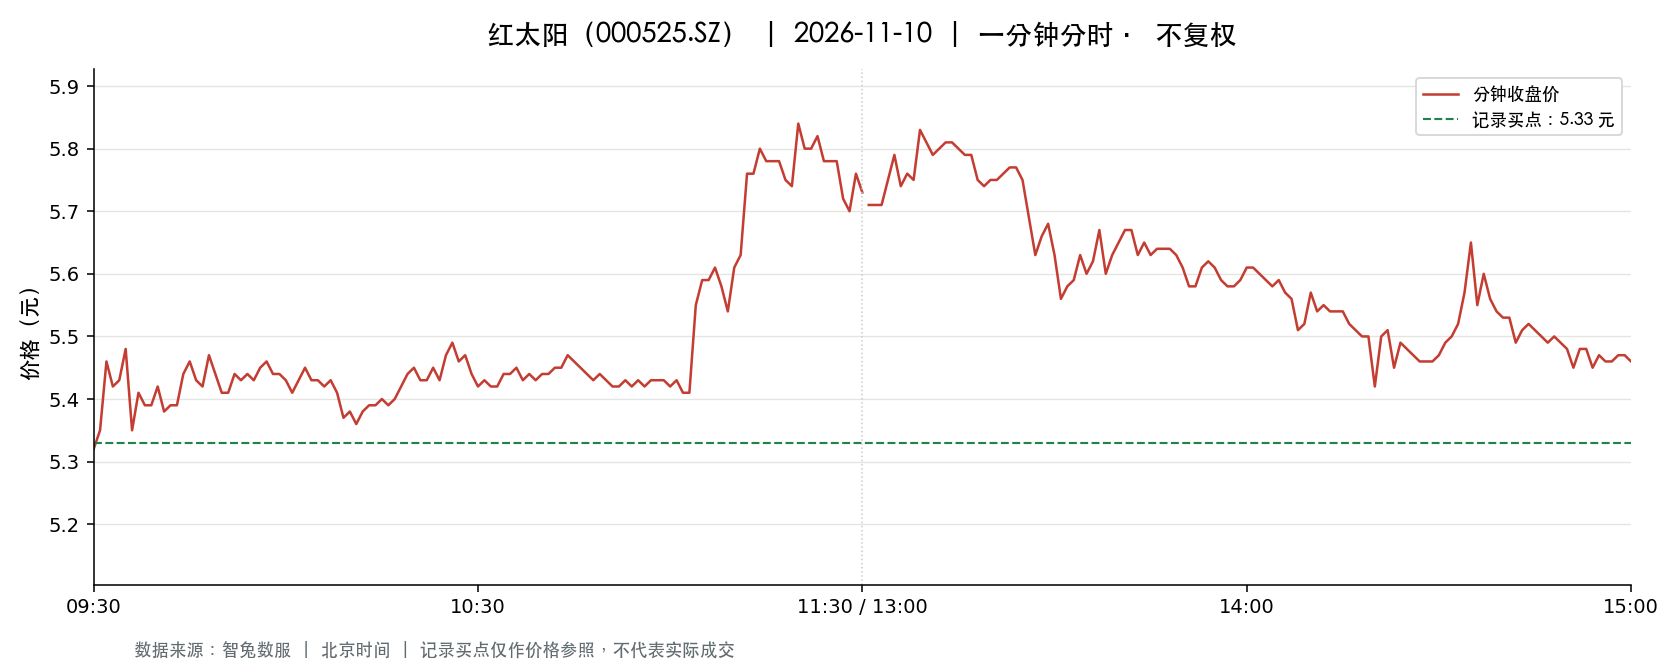 红太阳（000525.SZ） | 2026-11-10 | 一分钟分时 · 不复权
分钟收盘价
记录买点：5.33 元
价格（元）
5.9
5.8
5.7
5.6
5.5
5.4
5.3
5.2
09:30
10:30
11:30 / 13:00
14:00
15:00
数据来源：智兔数服 | 北京时间 | 记录买点仅作价格参照，不代表实际成交